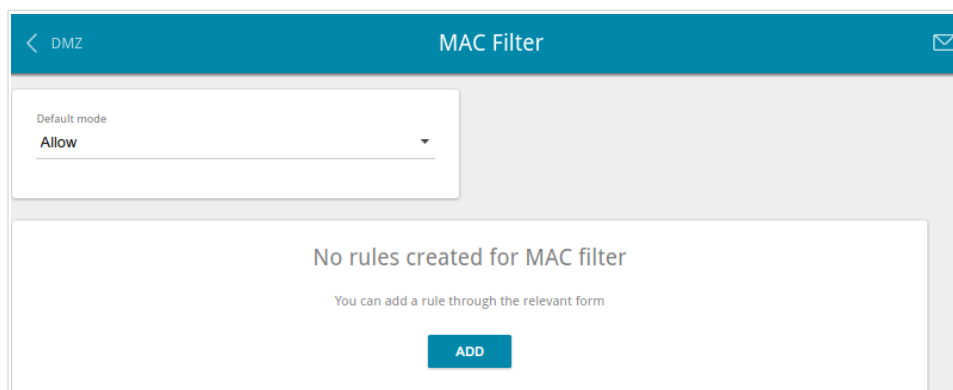 DMZ
MAC Filter
Default mode
Allow
No rules created for MAC filter
You can add a rule through the relevant form
ADD